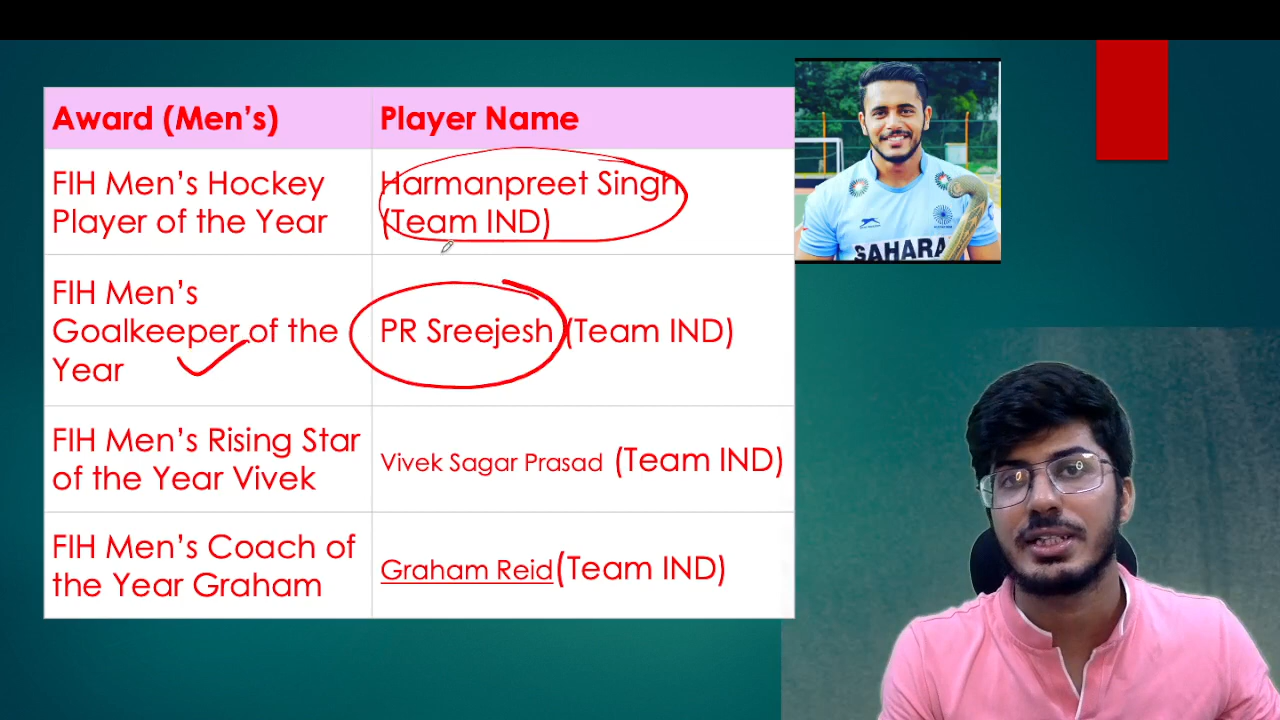 Award (Men's)
Player Name
FIH Men's Hockey
Player of the Year
Harmanpreet Singh
(Team IND)
FIH Men's
Goalkeeper of the
Year
PR Sreejesh (Team IND)
FIH Men's Rising Star
of the Year Vivek
Vivek Sagar Prasad (Team IND)
FIH Men's Coach of
the Year Graham
Graham Reid(Team IND)
SAHARA